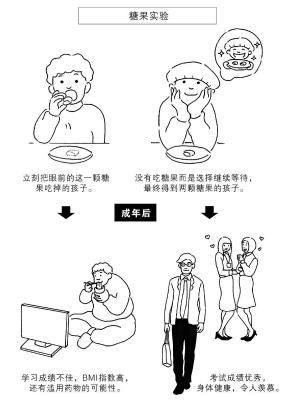 糖果实验
立刻把眼前的这一颗糖
果吃掉的孩子。
没有吃糖果而是选择继续等待，
最终得到两颗糖果的孩子。
成年后
学习成绩不佳，BMI指数高，
还有滥用药物的可能性。
考试成绩优秀。
身体健康，令人羡慕。